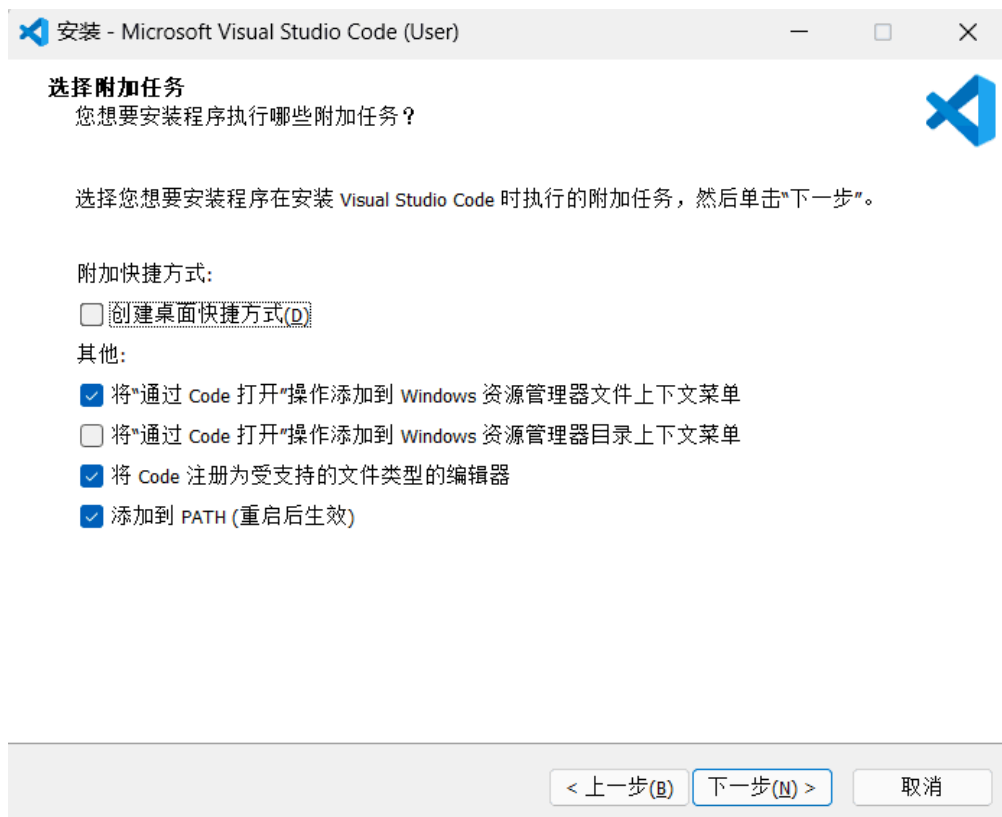 安装 - Microsoft Visual Studio Code (User)
选择附加任务
您想要安装程序执行哪些附加任务？
选择您想要安装程序在安装 Visual Studio Code 时执行的附加任务，然后单击“下一步”。
附加快捷方式:
创建桌面快捷方式(D)
其他:
将“通过 Code 打开”操作添加到 Windows 资源管理器文件上下文菜单
将“通过 Code 打开”操作添加到 Windows 资源管理器目录上下文菜单
将 Code 注册为受支持的文件类型的编辑器
添加到 PATH (重启后生效)
< 上一步(B) 下一步(N) > 取消